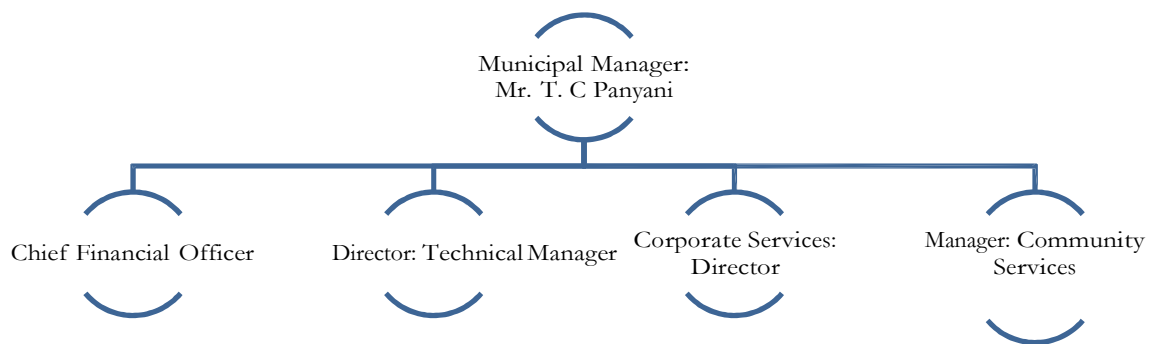 Municipal Manager:
Mr. T. C Panyani
Chief Financial Officer
Director: Technical Manager
Corporate Services:
Director
Manager: Community
Services